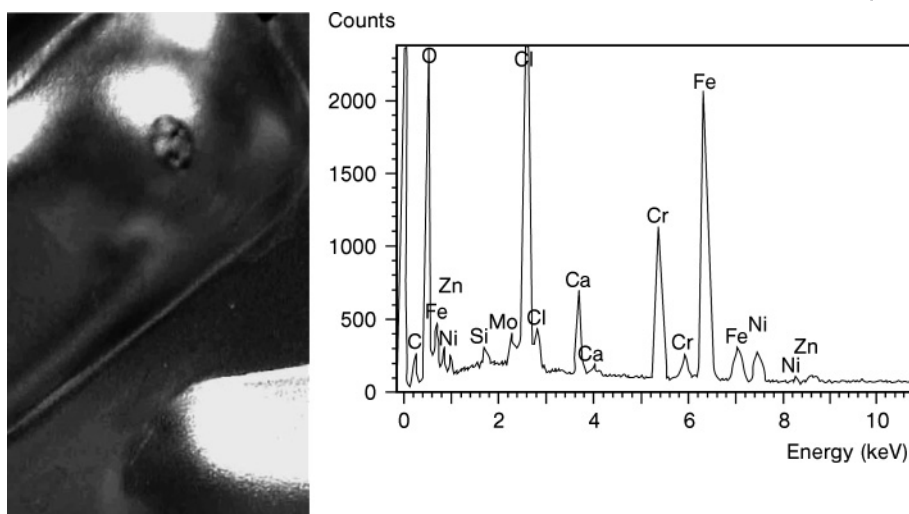 Counts
2000
1500
1000
500
0
O
Cl
Fe
Cr
Ca
Zn
Fe
Ni
C
Si
Mo
Cl
Ca
Cr
Fe
Ni
Ni
Zn
0 2 4 6 8 10
Energy (keV)